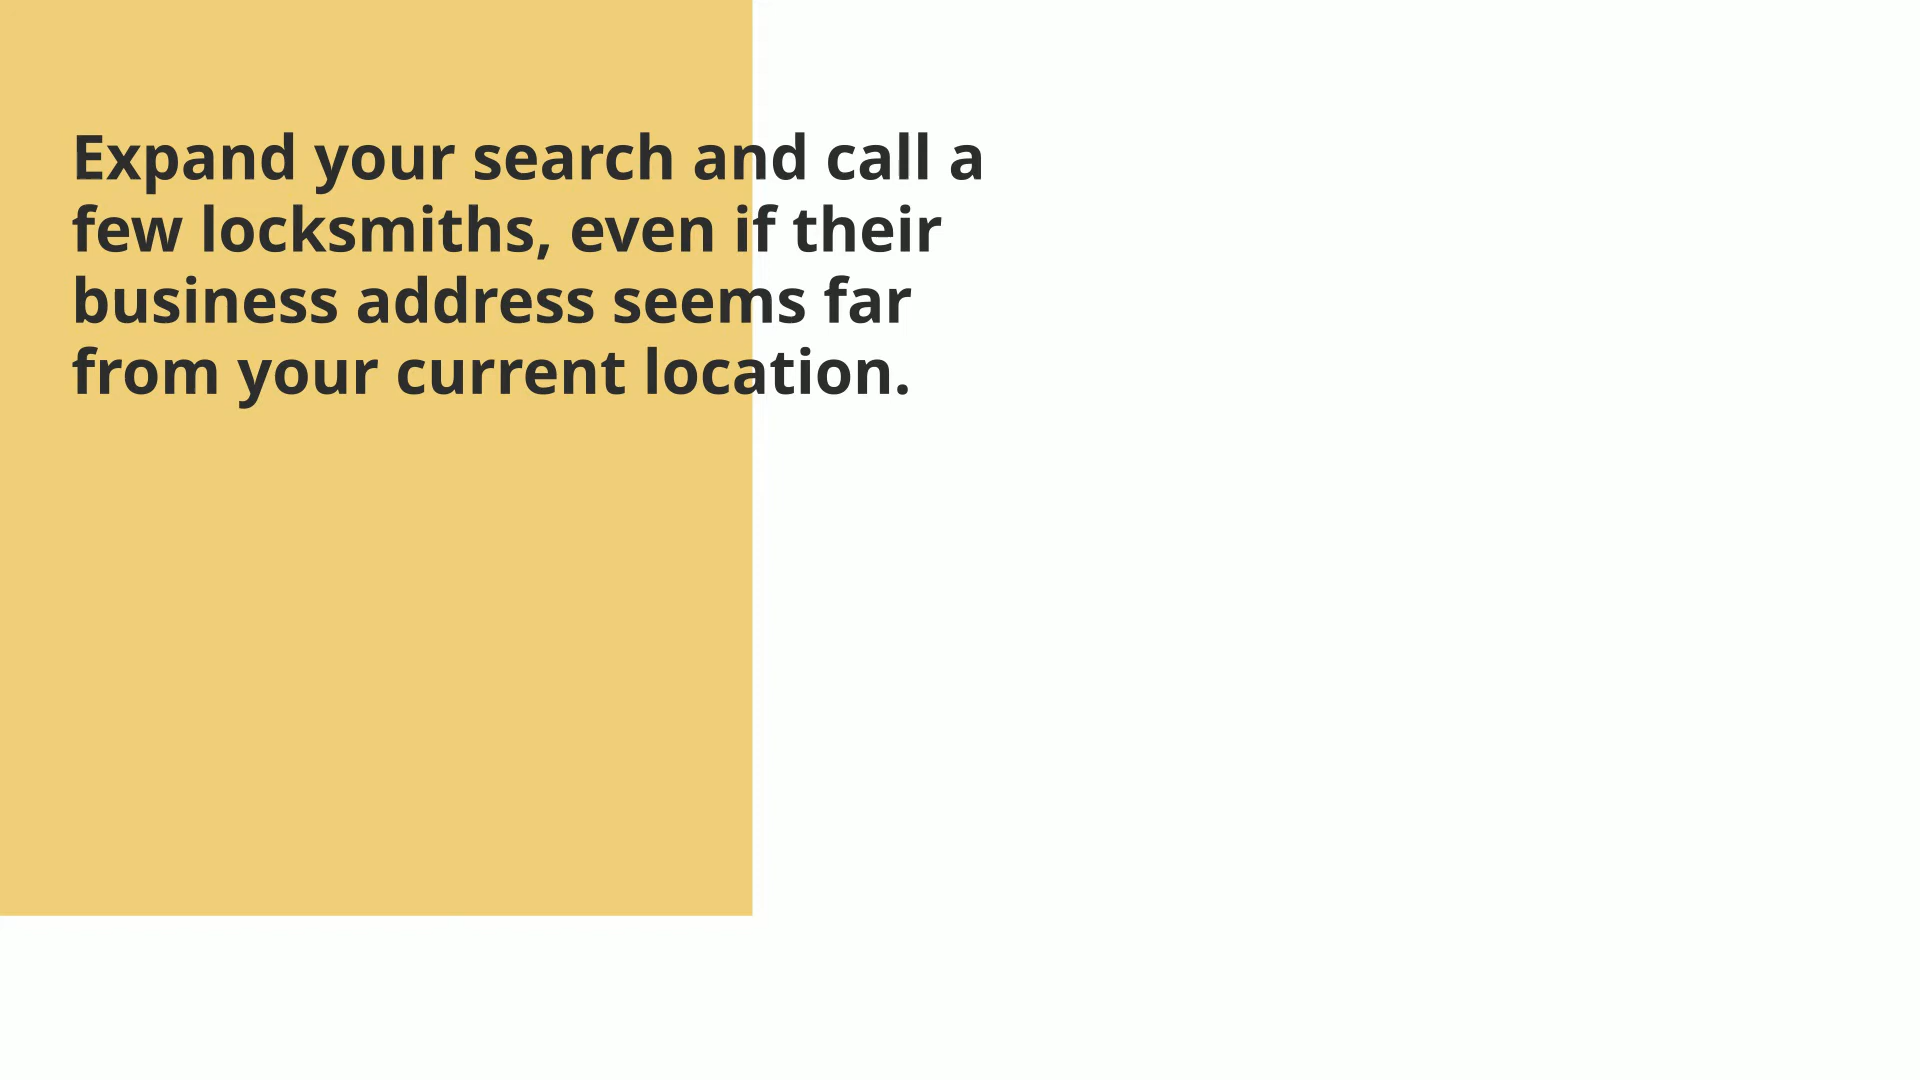 Expand your search and call a
few locksmiths, even if their
business address seems far
from your current location.